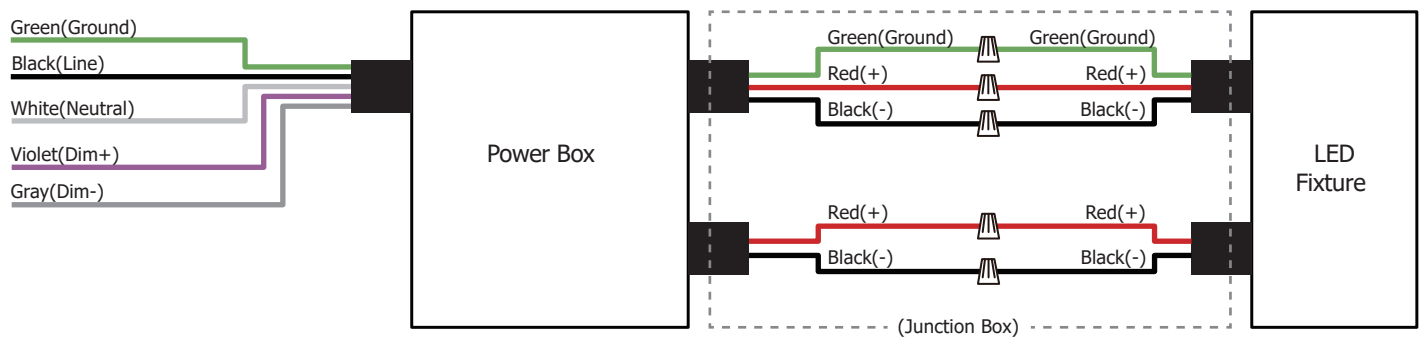 Green(Ground)
Black(Line)
White(Neutral)
Violet(Dim+)
Gray(Dim-)
Power Box
Green(Ground)
Green(Ground)
Red(+)
Red(+)
Black(-)
Black(-)
Red(+)
Red(+)
Black(-)
Black(-)
(Junction Box)
LED
Fixture